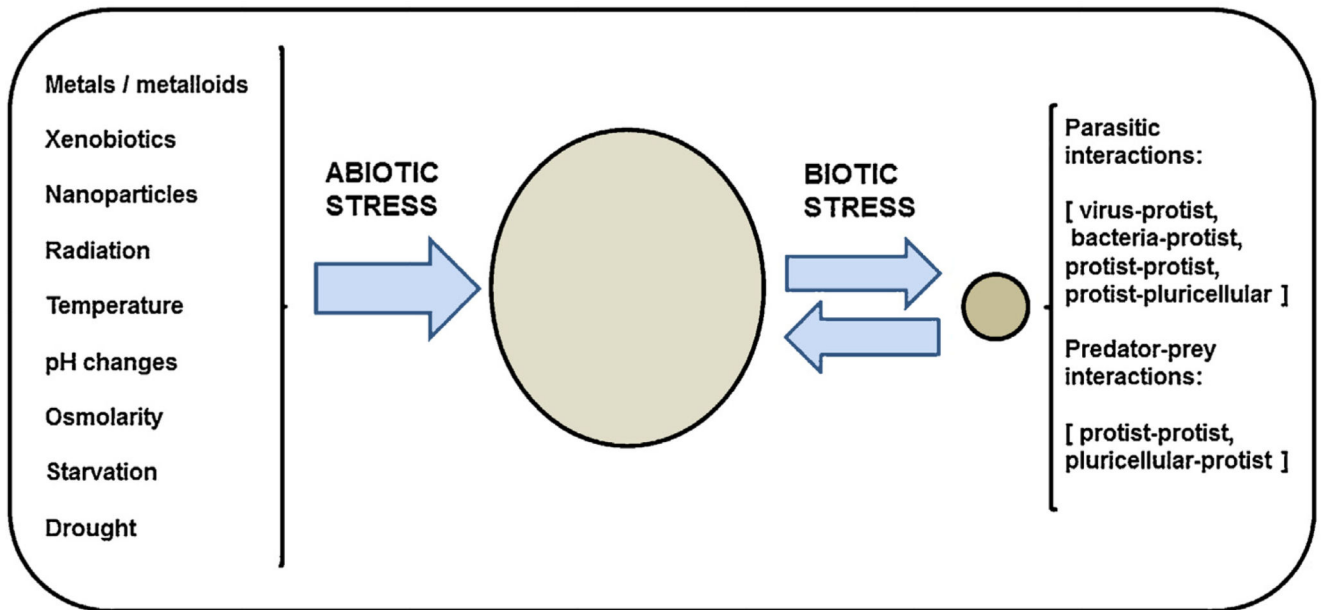 Metals / metalloids
Xenobiotics
Nanoparticles
Radiation
Temperature
pH changes
Osmolarity
Starvation
Drought
ABIOTIC
STRESS
BIOTIC
STRESS
Parasitic
interactions:
[ virus-protist,
bacteria-protist,
protist-protist,
protist-pluricellular ]
Predator-prey
interactions:
[ protist-protist,
pluricellular-protist ]